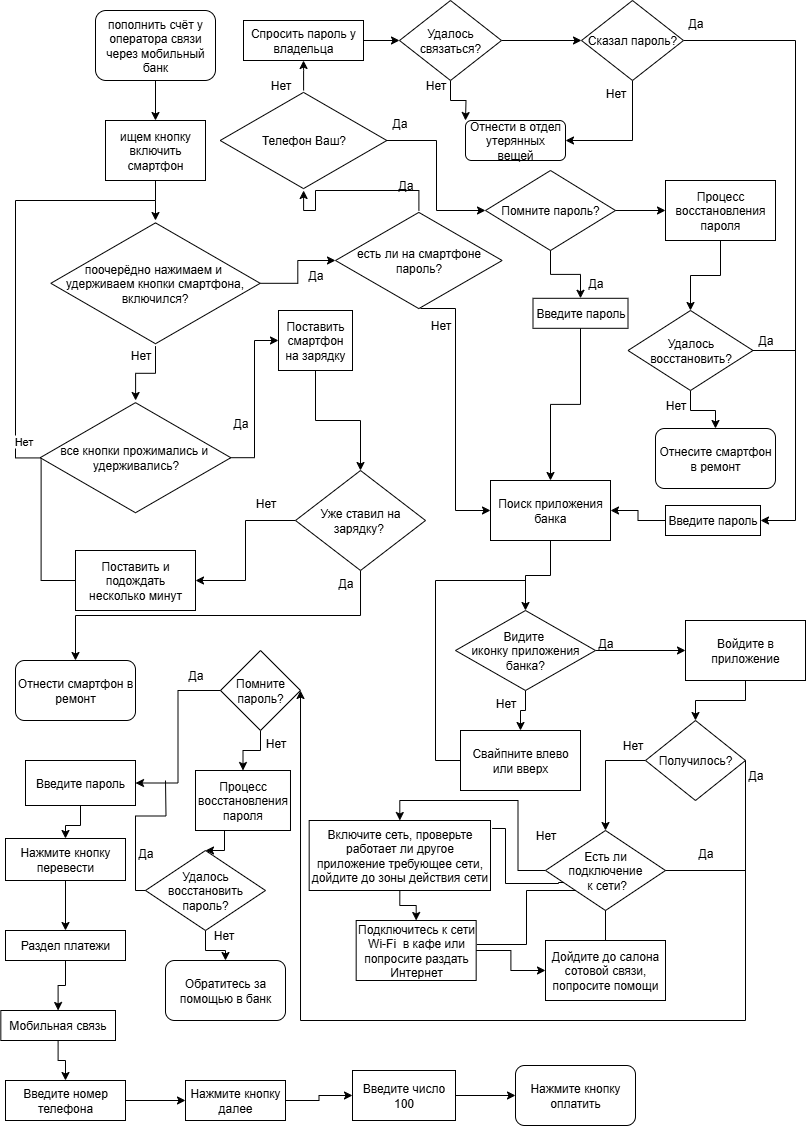 пополнить счёт у
оператора связи
через мобильный
банк
ищем кнопку
включить
смартфон
поочерёдно нажимаем и
удерживаем кнопки смартфона,
включился?
Да
Нет
все кнопки прожимались и
удерживались?
Нет
Да
Поставить
смартфон
на зарядку
Уже ставил на
зарядку?
Нет
Да
Поставить и
подождать
несколько минут
Отнести смартфон в
ремонт
есть ли на смартфоне
пароль?
Да
Нет
Телефон Ваш?
Нет
Да
Спросить пароль у
владельца
Удалось
связаться?
Нет
Сказал пароль?
Да
Нет
Отнести в отдел
утерянных
вещей
Помните пароль?
Да
Процесс
восстановления
пароля
Введите пароль
Удалось
восстановить?
Да
Нет
Отнесите смартфон
в ремонт
Введите пароль
Поиск приложения
банка
Видите
иконку приложения
банка?
Да
Нет
Свайпните влево
или вверх
Войдите в
приложение
Получилось?
Нет
Да
Есть ли
подключение
к сети?
Нет
Да
Включите сеть, проверьте
работает ли другое
приложение требующее сети,
дойдите до зоны действия сети
Подключитесь к сети
Wi-Fi в кафе или
попросите раздать
Интернет
Дойдите до салона
сотовой связи,
попросите помощи
Помните
пароль?
Да
Нет
Процесс
восстановления
пароля
Удалось
восстановить
пароль?
Да
Нет
Обратитесь за
помощью в банк
Введите пароль
Нажмите кнопку
перевести
Раздел платежи
Мобильная связь
Введите номер
телефона
Нажмите кнопку
далее
Введите число
100
Нажмите кнопку
оплатить